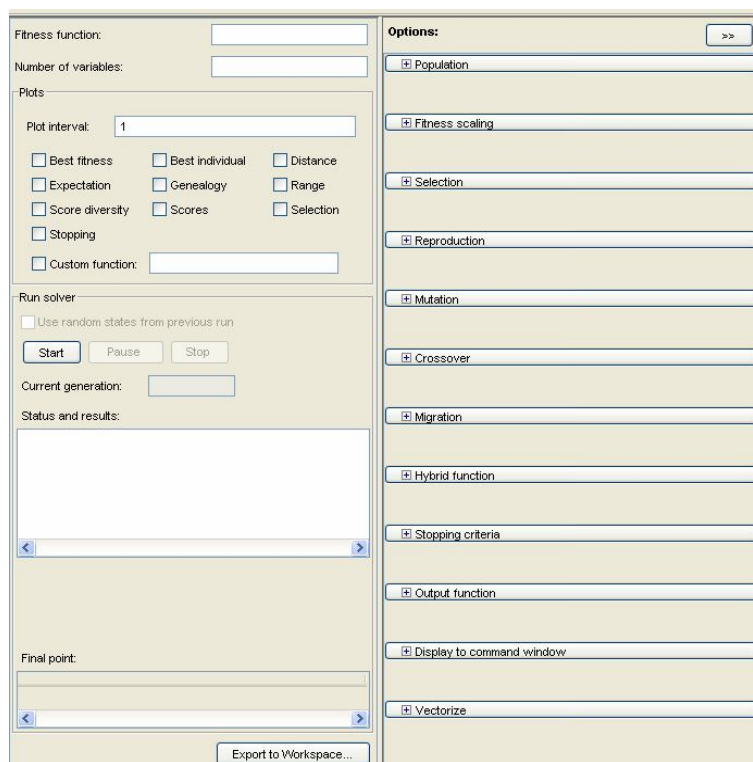 Fitness function:
Number of variables:
Plots
Plot interval: 1
Best fitness Best individual Distance
Expectation Genealogy Range
Score diversity Scores Selection
Stopping
Custom function:
Run solver
Use random states from previous run
Start Pause Stop
Current generation:
Status and results:
Final point:
Export to Workspace...
Options: >>
Population
Fitness scaling
Selection
Reproduction
Mutation
Crossover
Migration
Hybrid function
Stopping criteria
Output function
Display to command window
Vectorize